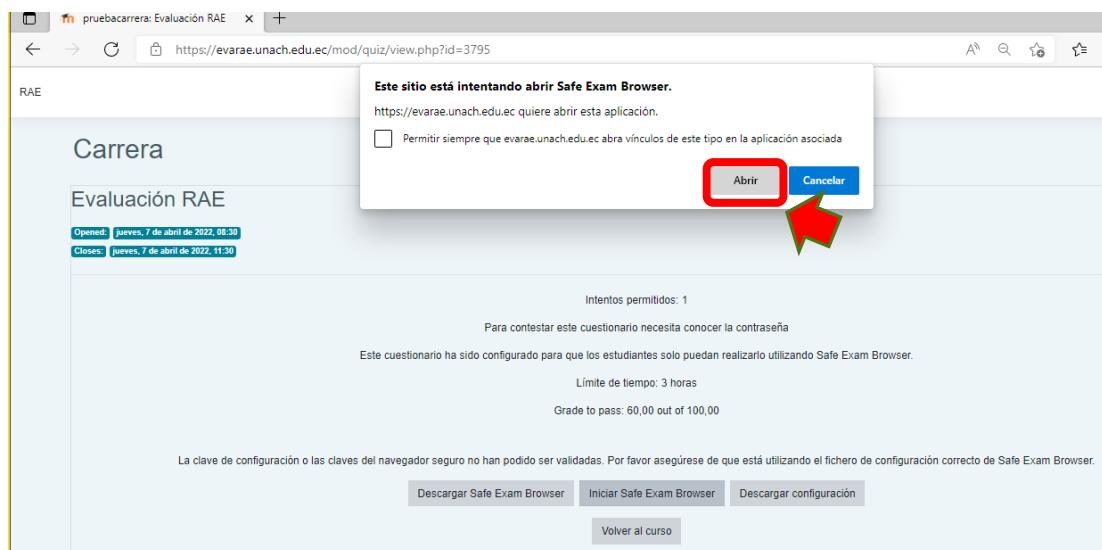 pruebacarrera: Evaluación RAE
https://evarae.unach.edu.ec/mod/quiz/view.php?id=3795
RAE
Este sitio está intentando abrir Safe Exam Browser.
https://evarae.unach.edu.ec quiere abrir esta aplicación.
Permitir siempre que evarae.unach.edu.ec abra vínculos de este tipo en la aplicación asociada
Abrir Cancelar
Carrera
Evaluación RAE
Opened: jueves, 7 de abril de 2022, 08:30
Closes: jueves, 7 de abril de 2022, 11:30
Intentos permitidos: 1
Para contestar este cuestionario necesita conocer la contraseña
Este cuestionario ha sido configurado para que los estudiantes solo puedan realizarlo utilizando Safe Exam Browser.
Límite de tiempo: 3 horas
Grade to pass: 60,00 out of 100,00
La clave de configuración o las claves del navegador seguro no han podido ser validadas. Por favor asegúrese de que está utilizando el fichero de configuración correcto de Safe Exam Browser.
Descargar Safe Exam Browser Iniciar Safe Exam Browser Descargar configuración
Volver al curso